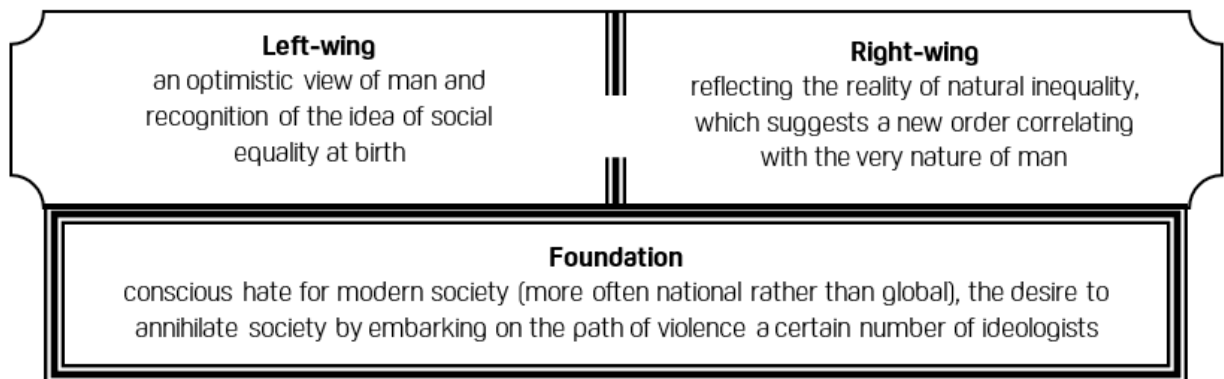 Left-wing
an optimistic view of man and
recognition of the idea of social
equality at birth
Right-wing
reflecting the reality of natural inequality,
which suggests a new order correlating
with the very nature of man
Foundation
conscious hate for modern society (more often national rather than global), the desire to
annihilate society by embarking on the path of violence a certain number of ideologists